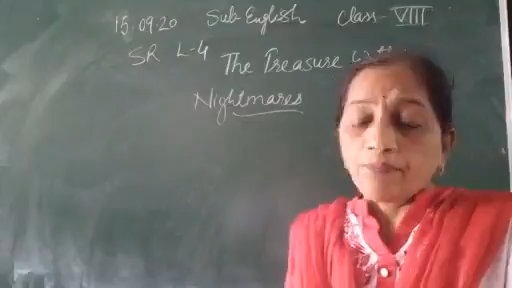 15.09.20 Sub-English Class-VIII
SR L-4 The Treasure
Nightmares